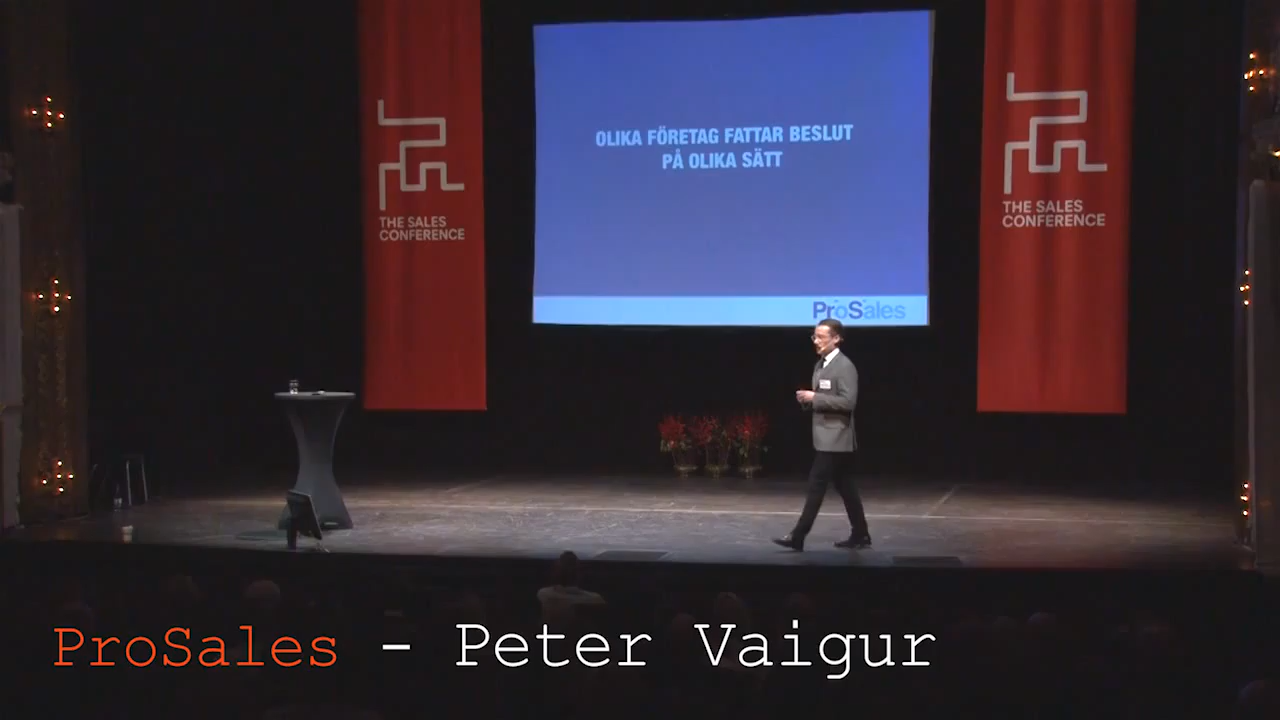 OLIKA FÖRETAG FATTAR BESLUT
PÅ OLIKA SÄTT
ProSales
THE SALES
CONFERENCE
THE SALES
CONFERENCE
ProSales - Peter Vaigur